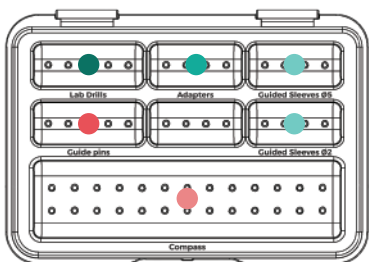 Lab Drills
Adapters
Guided Sleeves Ø5
Guide pins
Guided Sleeves Ø2
Compass